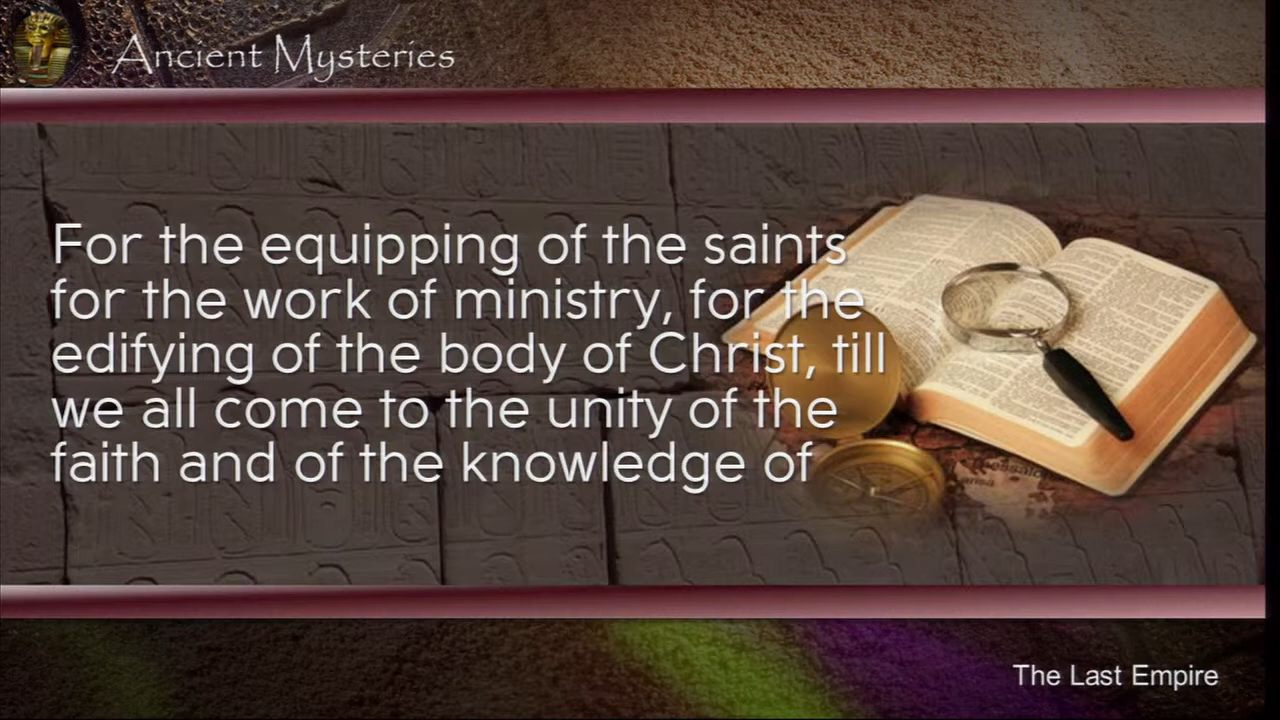 Ancient Mysteries
For the equipping of the saints
for the work of ministry, for the
edifying of the body of Christ, till
we all come to the unity of the
faith and of the knowledge of
The Last Empire